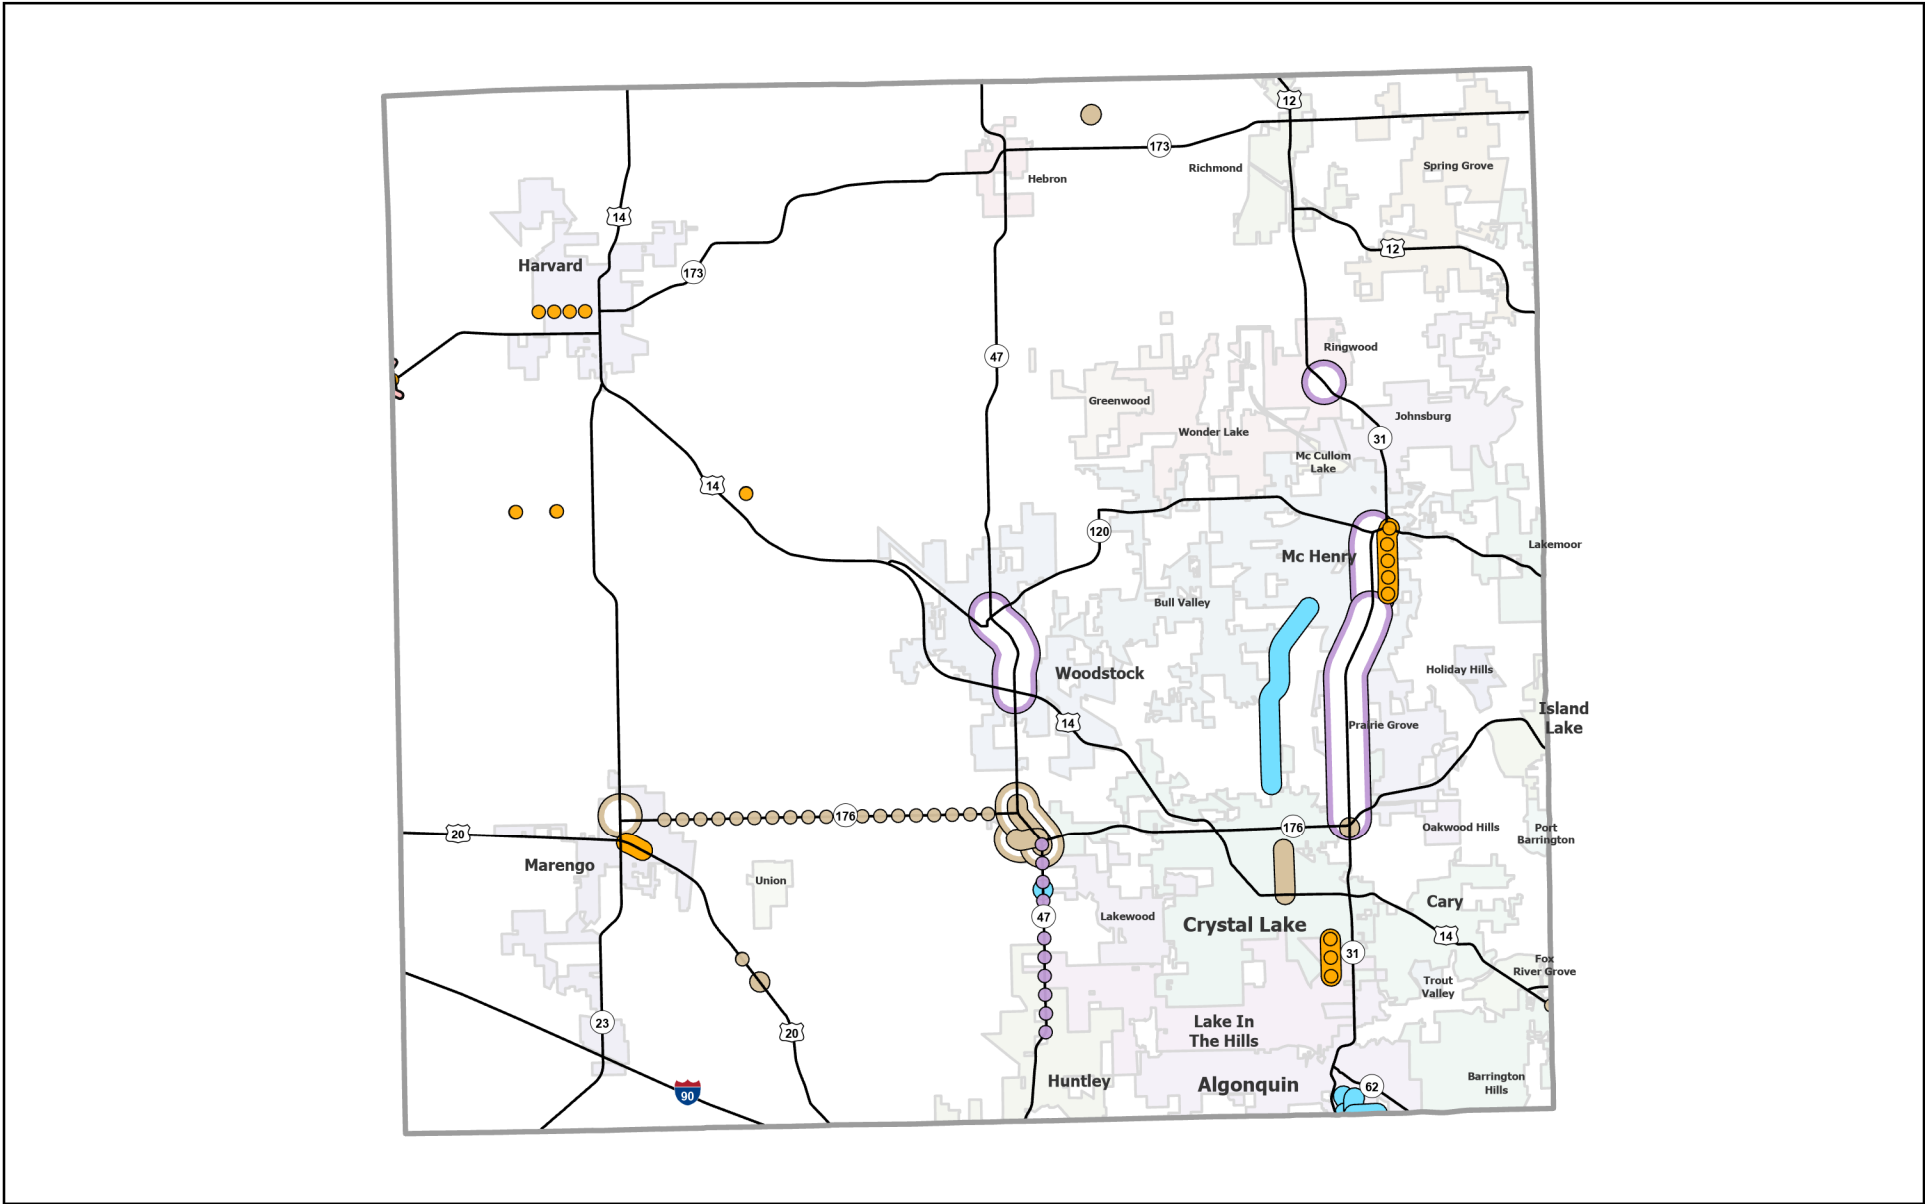 12
173
Richmond
Spring Grove
Hebron
14
Harvard
12
173
47
Ringwood
Greenwood
Johnsburg
Wonder Lake
31
Mc Cullom
Lake
14
120
Mc Henry
Lakemoor
Bull Valley
Woodstock
Holiday Hills
Island
Lake
14
Prairie Grove
176
176
Oakwood Hills
Port
Barrington
20
Marengo
Union
Cary
47
Lakewood
Crystal Lake
14
31
Fox
River Grove
Trout
Valley
23
20
Lake In
The Hills
Huntley
Algonquin
62
Barrington
Hills
90